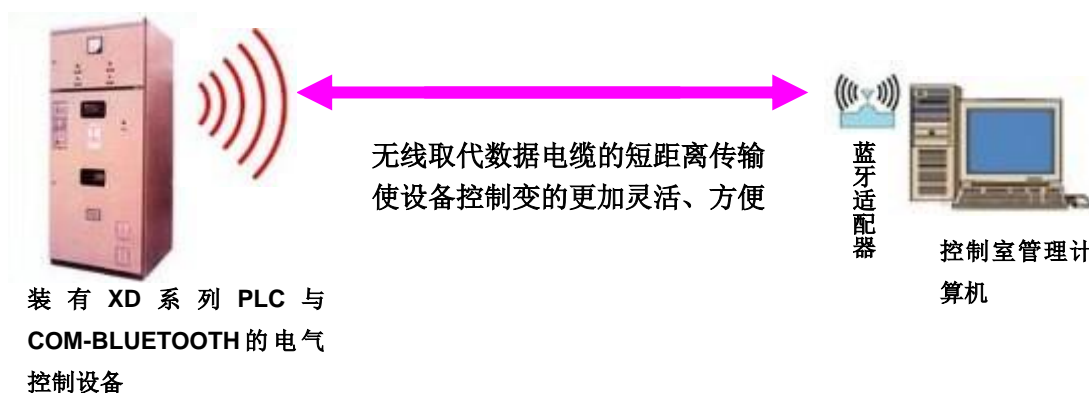 无线取代数据电缆的短距离传输
使设备控制变的更加灵活、方便
蓝牙适配器
控制室管理计
算机
装有 XD 系列 PLC 与
COM-BLUETOOTH 的电气
控制设备